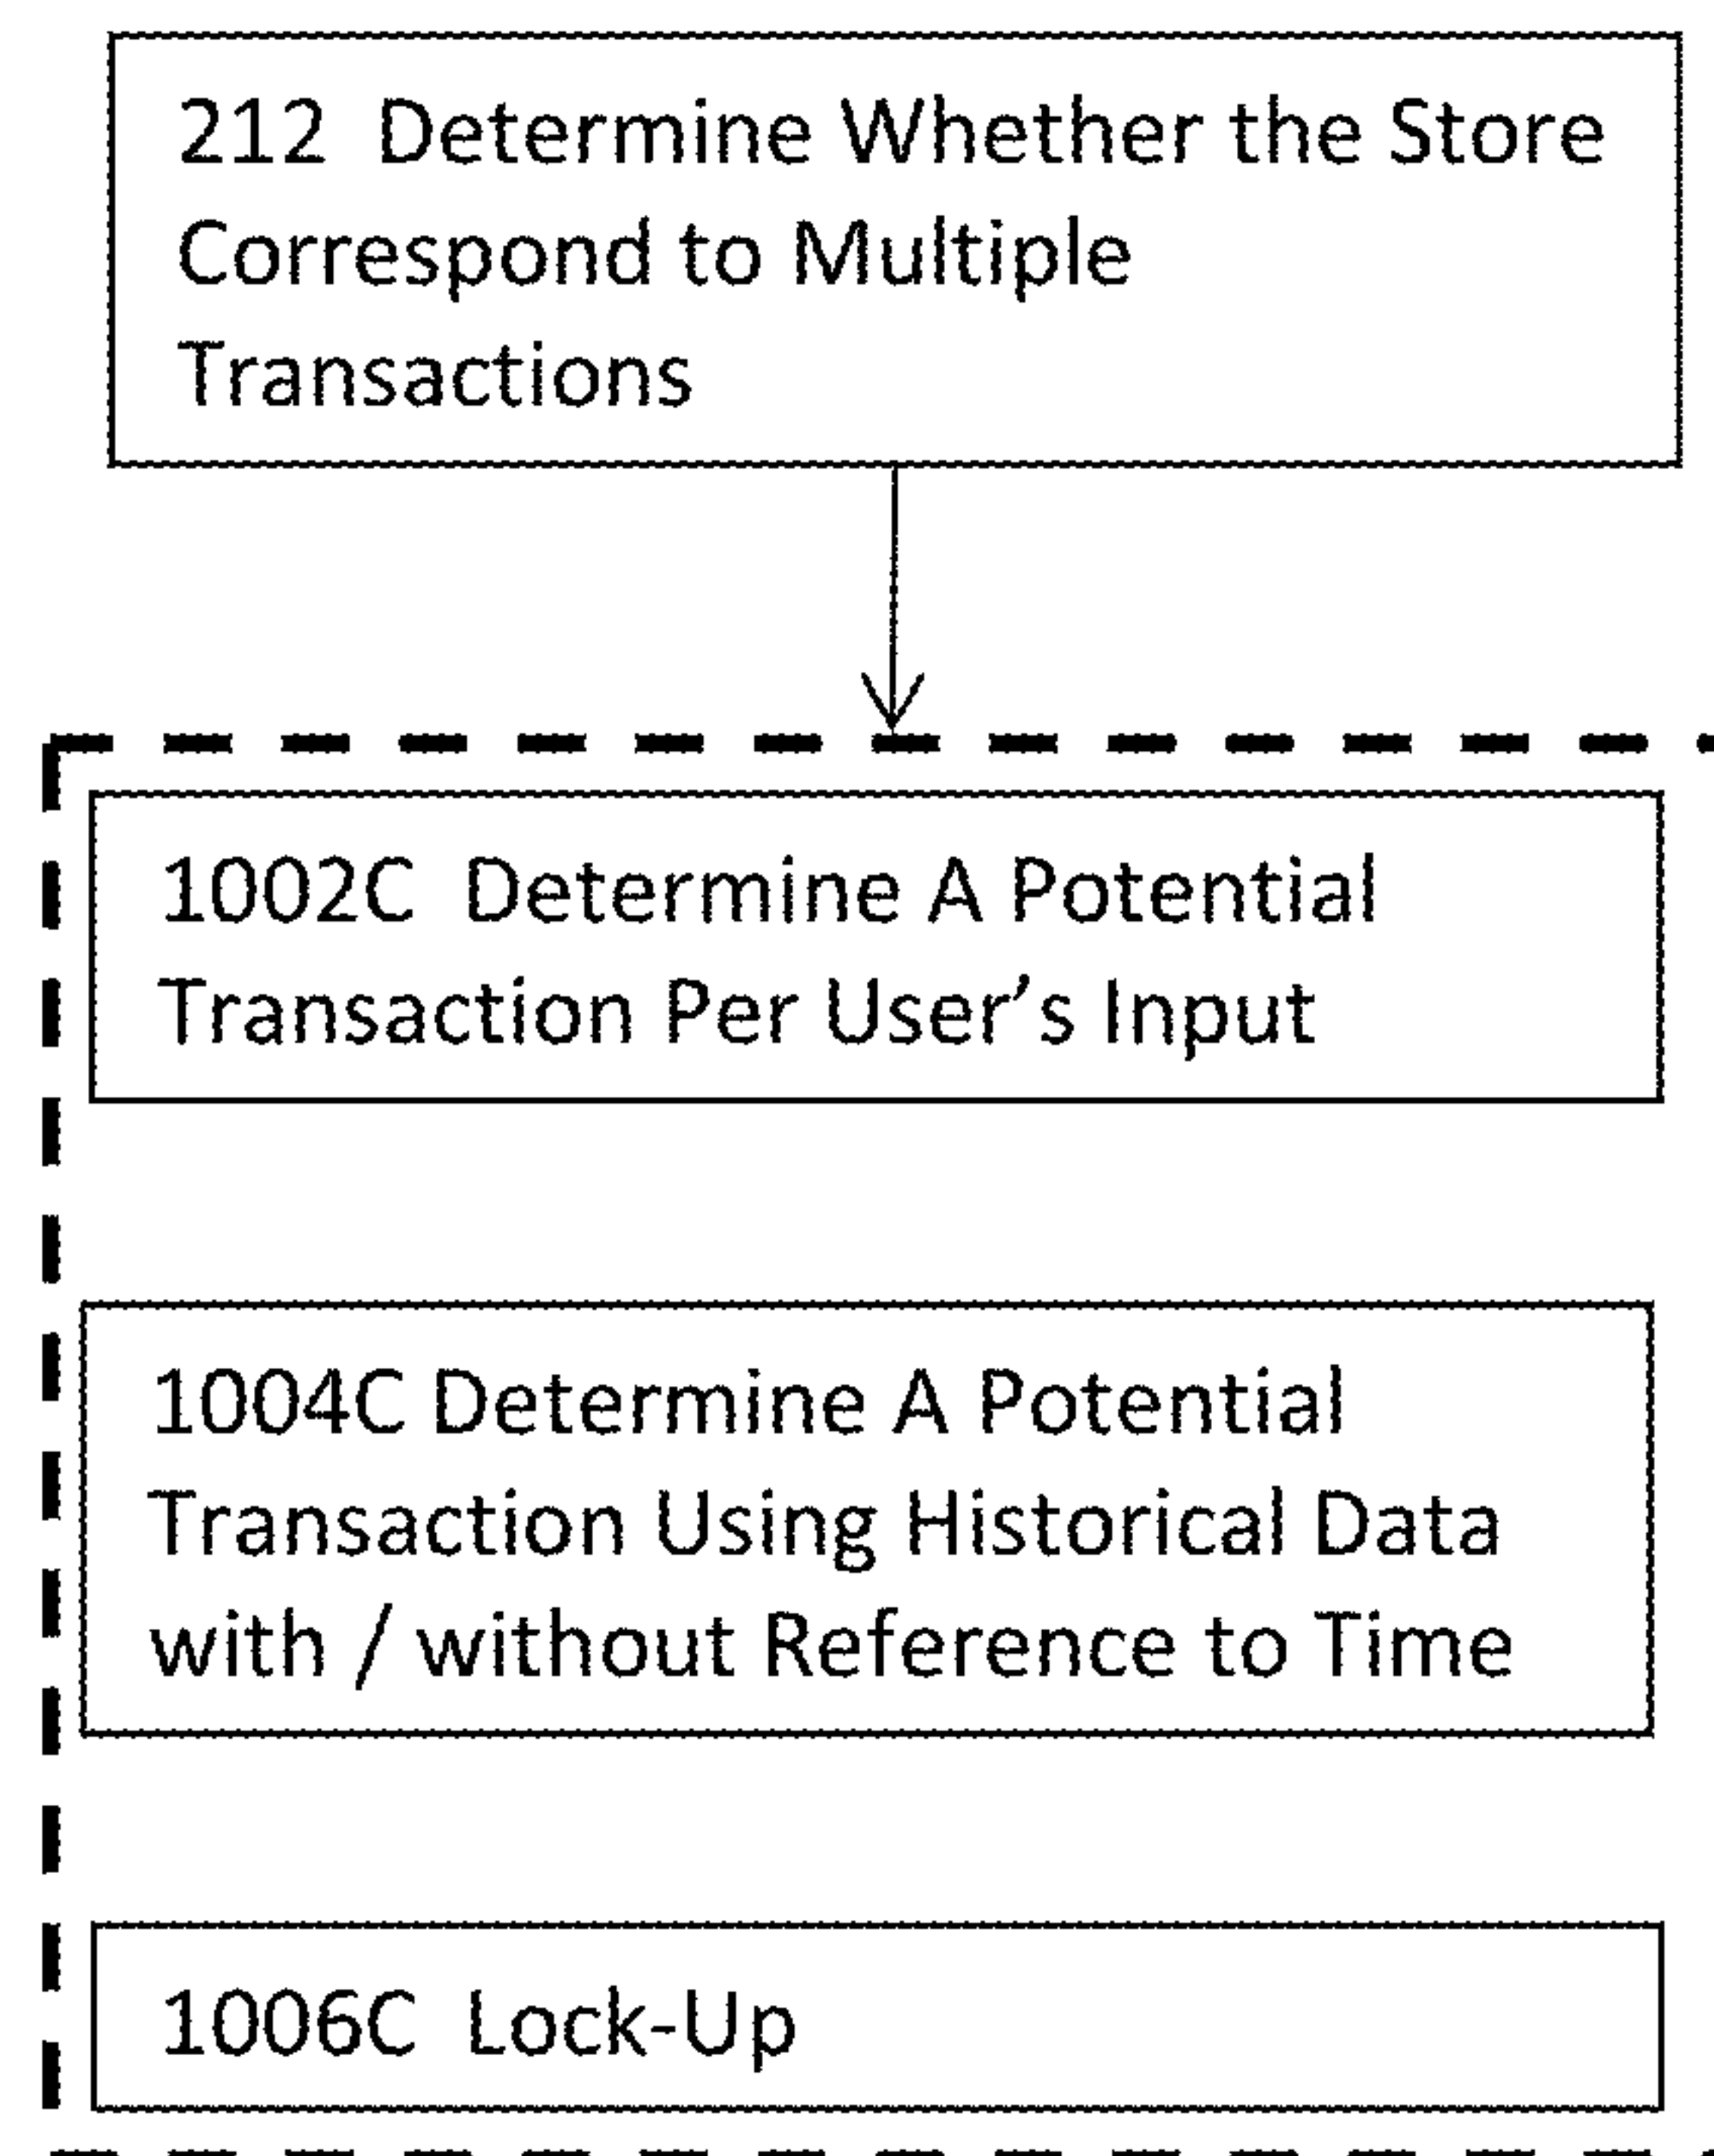 212 Determine Whether the Store
Correspond to Multiple
Transactions
1002C Determine A Potential
Transaction Per User's Input
1004C Determine A Potential
Transaction Using Historical Data
with / without Reference to Time
1006C Lock-Up